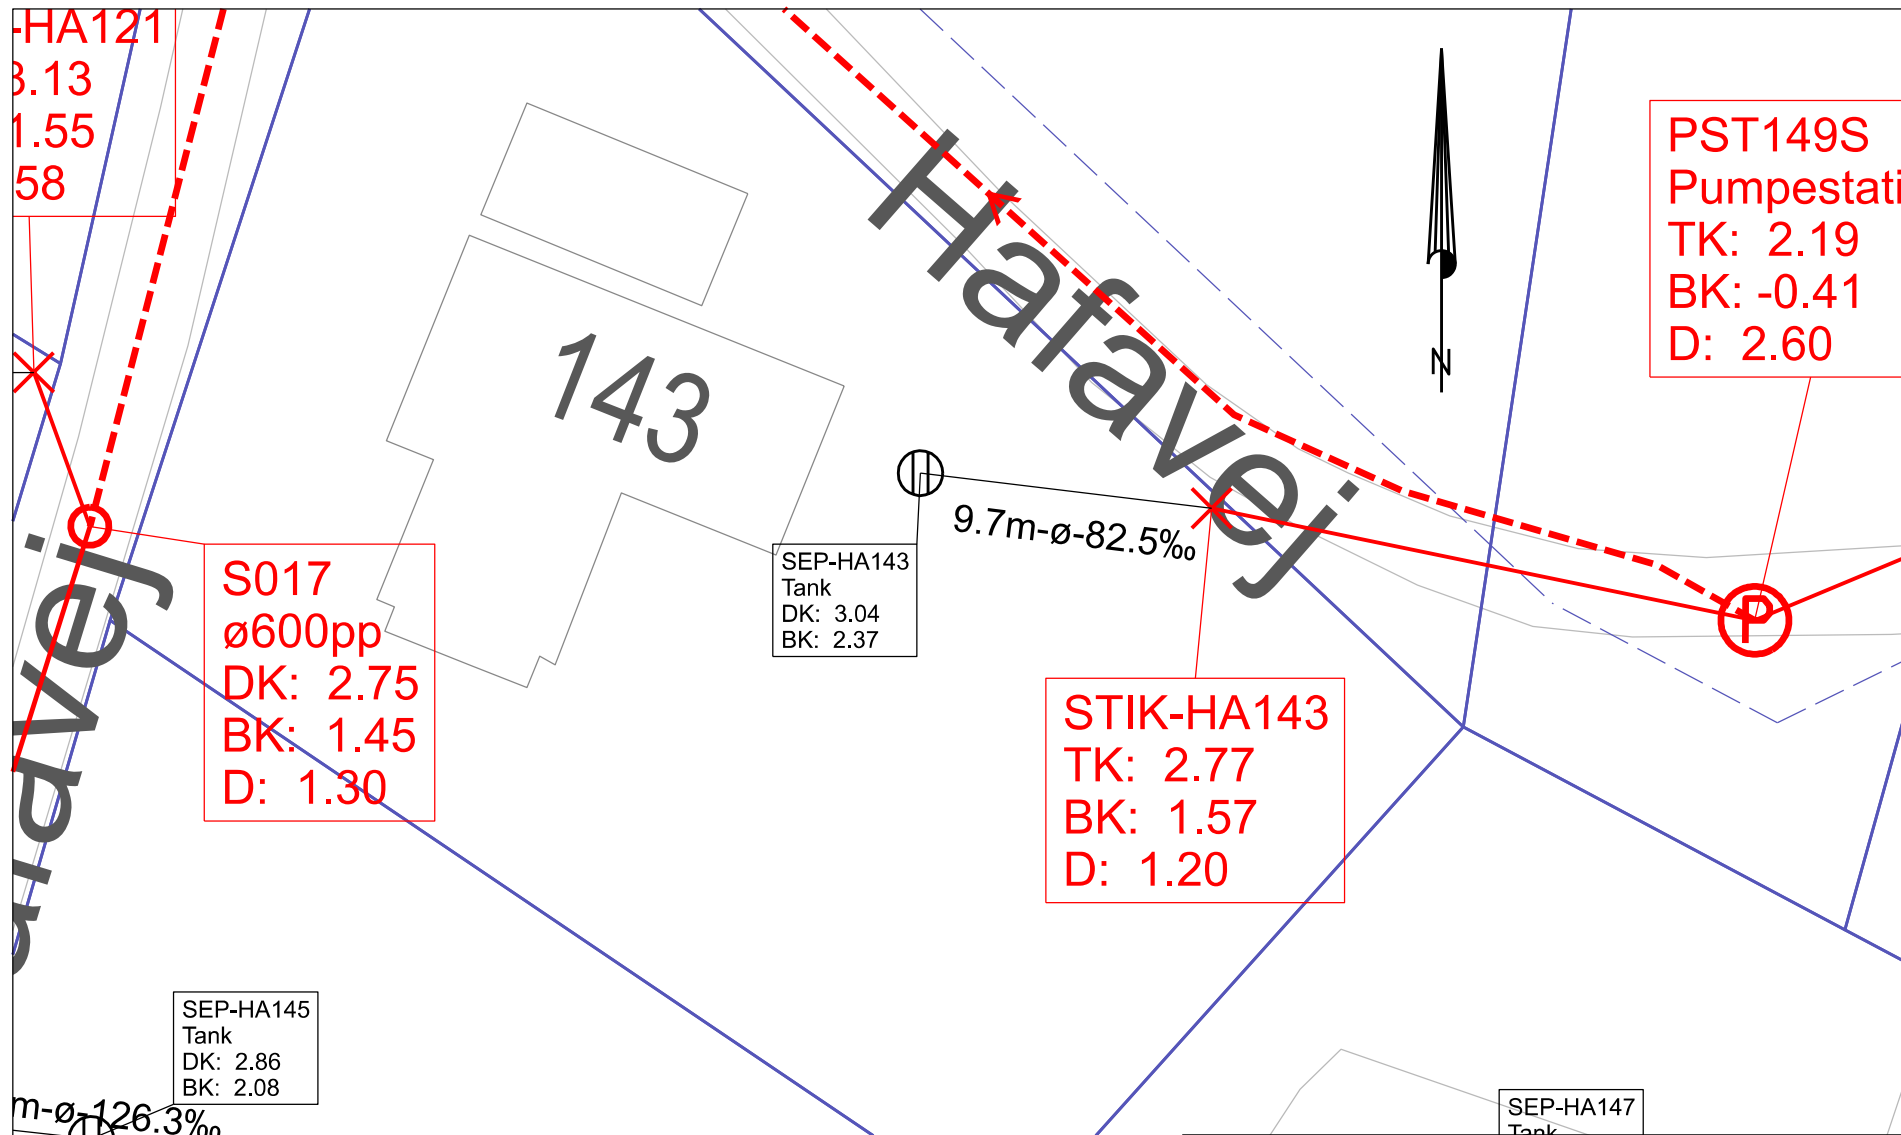 -HA121
3.13
1.55
58
PST149S
Pumpestati
TK: 2.19
BK: -0.41
D: 2.60
N
Hafavej
143
9.7m-ø-82.5‰
SEP-HA143
Tank
DK: 3.04
BK: 2.37
S017
ø600pp
DK: 2.75
BK: 1.45
D: 1.30
P
STIK-HA143
TK: 2.77
BK: 1.57
D: 1.20
SEP-HA145
Tank
DK: 2.86
BK: 2.08
m-ø-126.3‰
SEP-HA147
Tank